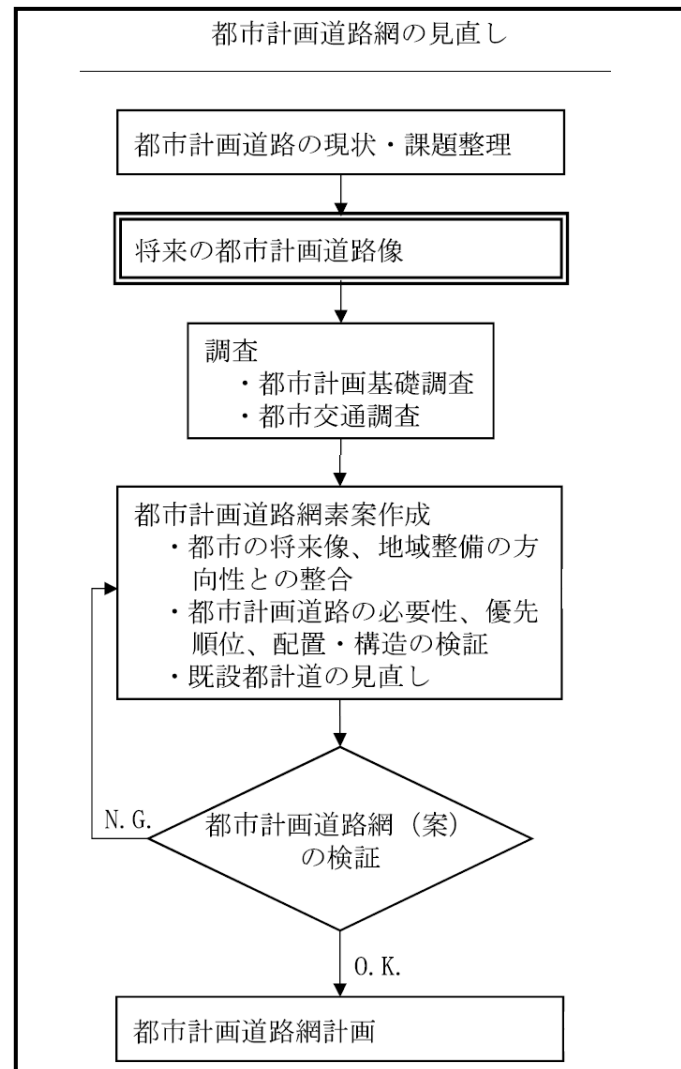 都市計画道路網の見直し
都市計画道路の現状・課題整理
将来の都市計画道路像
調査
・都市計画基礎調査
・都市交通調査
都市計画道路網素案作成
・都市の将来像、地域整備の方
向性との整合
・都市計画道路の必要性、優先
順位、配置・構造の検証
・既設都計道の見直し
N.G.
都市計画道路網（案）
の検証
O.K.
都市計画道路網計画